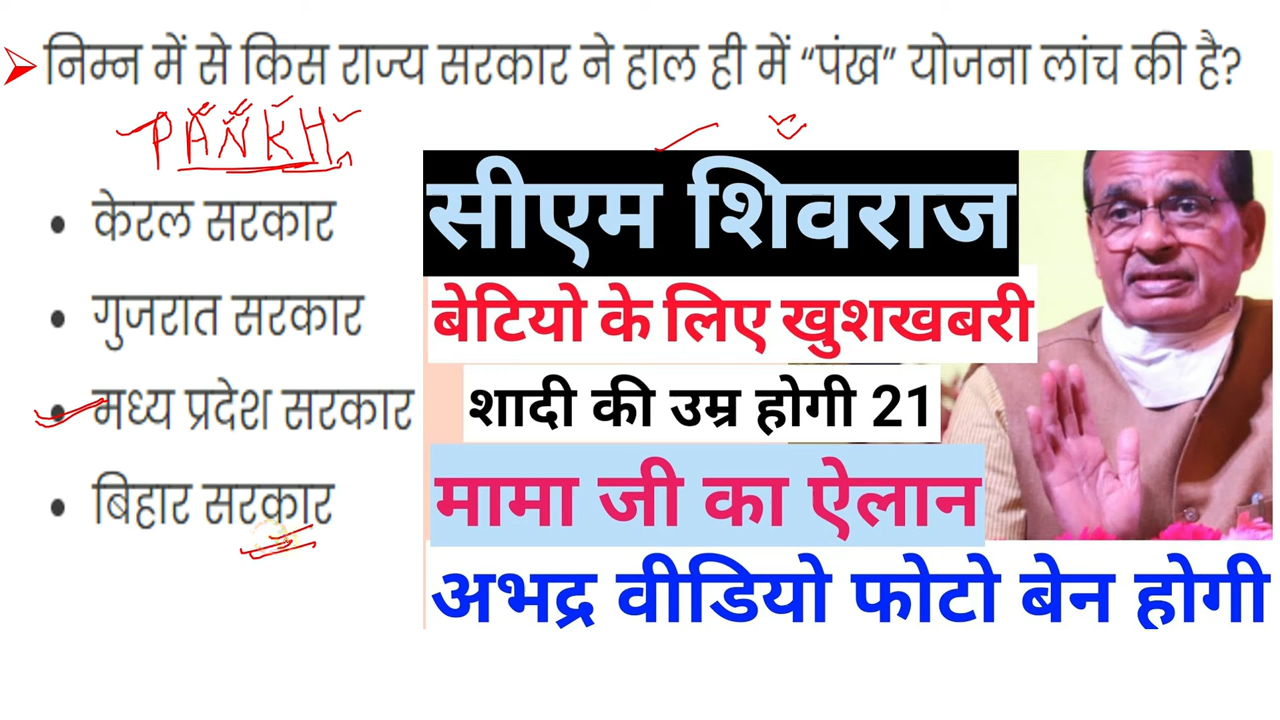 निम्न में से किस राज्य सरकार ने हाल ही में “पंख” योजना लांच की है?
PANKH
केरल सरकार
गुजरात सरकार
मध्य प्रदेश सरकार
बिहार सरकार
सीएम शिवराज
बेटियो के लिए खुशखबरी
शादी की उम्र होगी 21
मामा जी का ऐलान
अभद्र वीडियो फोटो बेन होगी